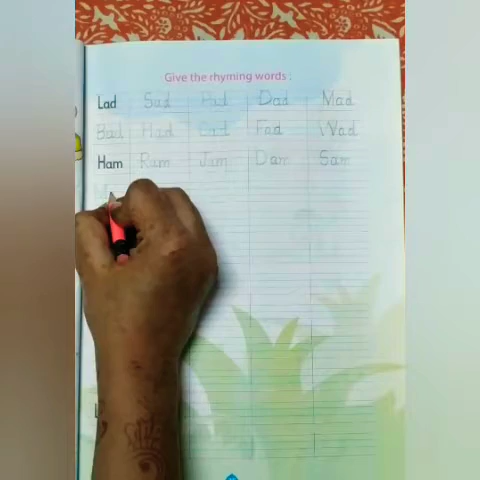 Give the rhyming words :
Lad Sad Pad Dad Mad
Bad Had Fad Wad
Ham Ram Jam Dam Sam